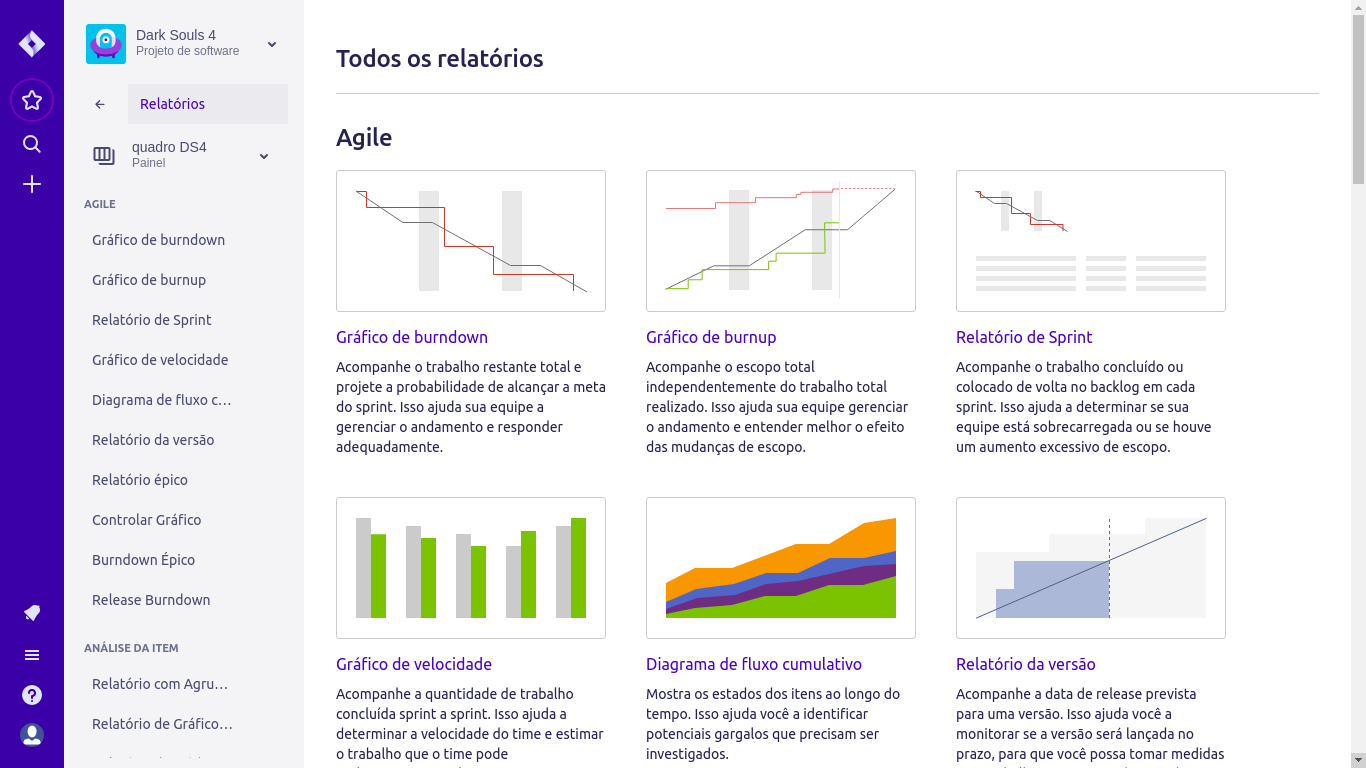 Dark Souls 4
Projeto de software
Relatórios
quadro DS4
Painel
AGILE
Gráfico de burndown
Gráfico de burnup
Relatório de Sprint
Gráfico de velocidade
Diagrama de fluxo c…
Relatório da versão
Relatório épico
Controlar Gráfico
Burndown Épico
Release Burndown
ANÁLISE DA ITEM
Relatório com Agru…
Relatório de Gráfico…
Todos os relatórios
Agile
Gráfico de burndown
Acompanhe o trabalho restante total e
projete a probabilidade de alcançar a meta
do sprint. Isso ajuda sua equipe a
gerenciar o andamento e responder
adequadamente.
Gráfico de burnup
Acompanhe o escopo total
independentemente do trabalho total
realizado. Isso ajuda sua equipe gerenciar
o andamento e entender melhor o efeito
das mudanças de escopo.
Relatório de Sprint
Acompanhe o trabalho concluído ou
colocado de volta no backlog em cada
sprint. Isso ajuda a determinar se sua
equipe está sobrecarregada ou se houve
um aumento excessivo de escopo.
Gráfico de velocidade
Acompanhe a quantidade de trabalho
concluída sprint a sprint. Isso ajuda a
determinar a velocidade do time e estimar
o trabalho que o time pode
Diagrama de fluxo cumulativo
Mostra os estados dos itens ao longo do
tempo. Isso ajuda você a identificar
potenciais gargalos que precisam ser
investigados.
Relatório da versão
Acompanhe a data de release prevista
para uma versão. Isso ajuda você a
monitorar se a versão será lançada no
prazo, para que você possa tomar medidas